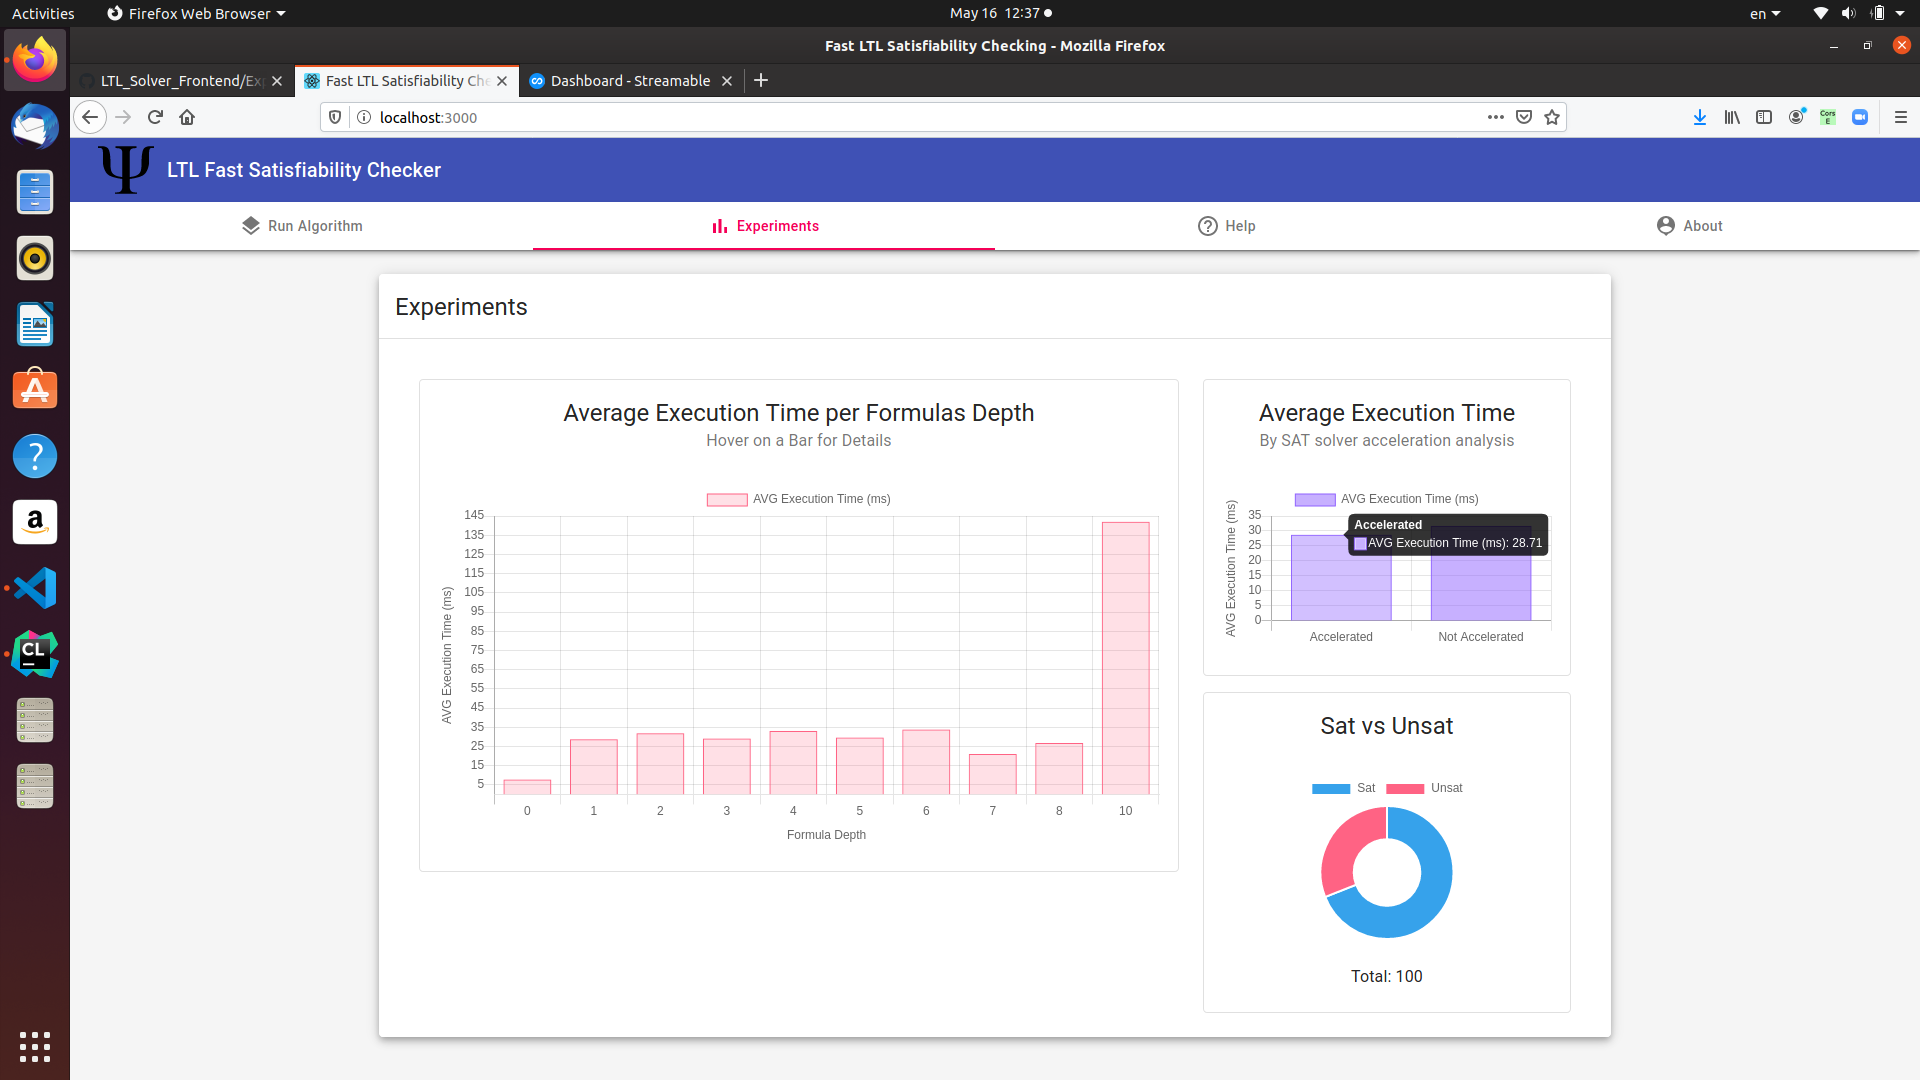 Activities
Firefox Web Browser
May 16 12:37
en
Fast LTL Satisfiability Checking - Mozilla Firefox
LTL_Solver_Frontend/Ex
Fast LTL Satisfiability Che
Dashboard - Streamable
localhost:3000
Cors
E
Ψ
LTL Fast Satisfiability Checker
Run Algorithm
Experiments
Help
About
Experiments
Average Execution Time per Formulas Depth
Hover on a Bar for Details
AVG Execution Time (ms)
AVG Execution Time (ms)
145
135
125
115
105
95
85
75
65
55
45
35
25
15
5
0 1 2 3 4 5 6 7 8 10
Formula Depth
Average Execution Time
By SAT solver acceleration analysis
AVG Execution Time (ms)
AVG Execution Time (ms)
35
30
25
20
15
10
5
0
Accelerated
AVG Execution Time (ms): 28.71
Accelerated Not Accelerated
Sat vs Unsat
Sat Unsat
Total: 100
a
CL